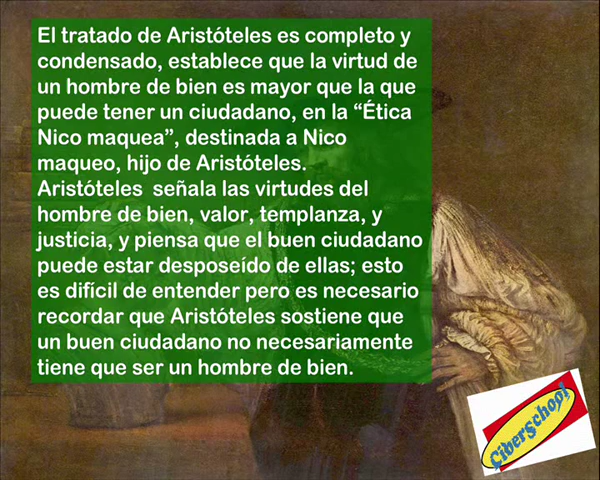 El tratado de Aristóteles es completo y
condensado, establece que la virtud de
un hombre de bien es mayor que la que
puede tener un ciudadano, en la “Ética
Nico maquea”, destinada a Nico
maqueo, hijo de Aristóteles.
Aristóteles  señala las virtudes del
hombre de bien, valor, templanza, y
justicia, y piensa que el buen ciudadano
puede estar desposeído de ellas; esto
es difícil de entender pero es necesario
recordar que Aristóteles sostiene que
un buen ciudadano no necesariamente
tiene que ser un hombre de bien.
CiberSchool